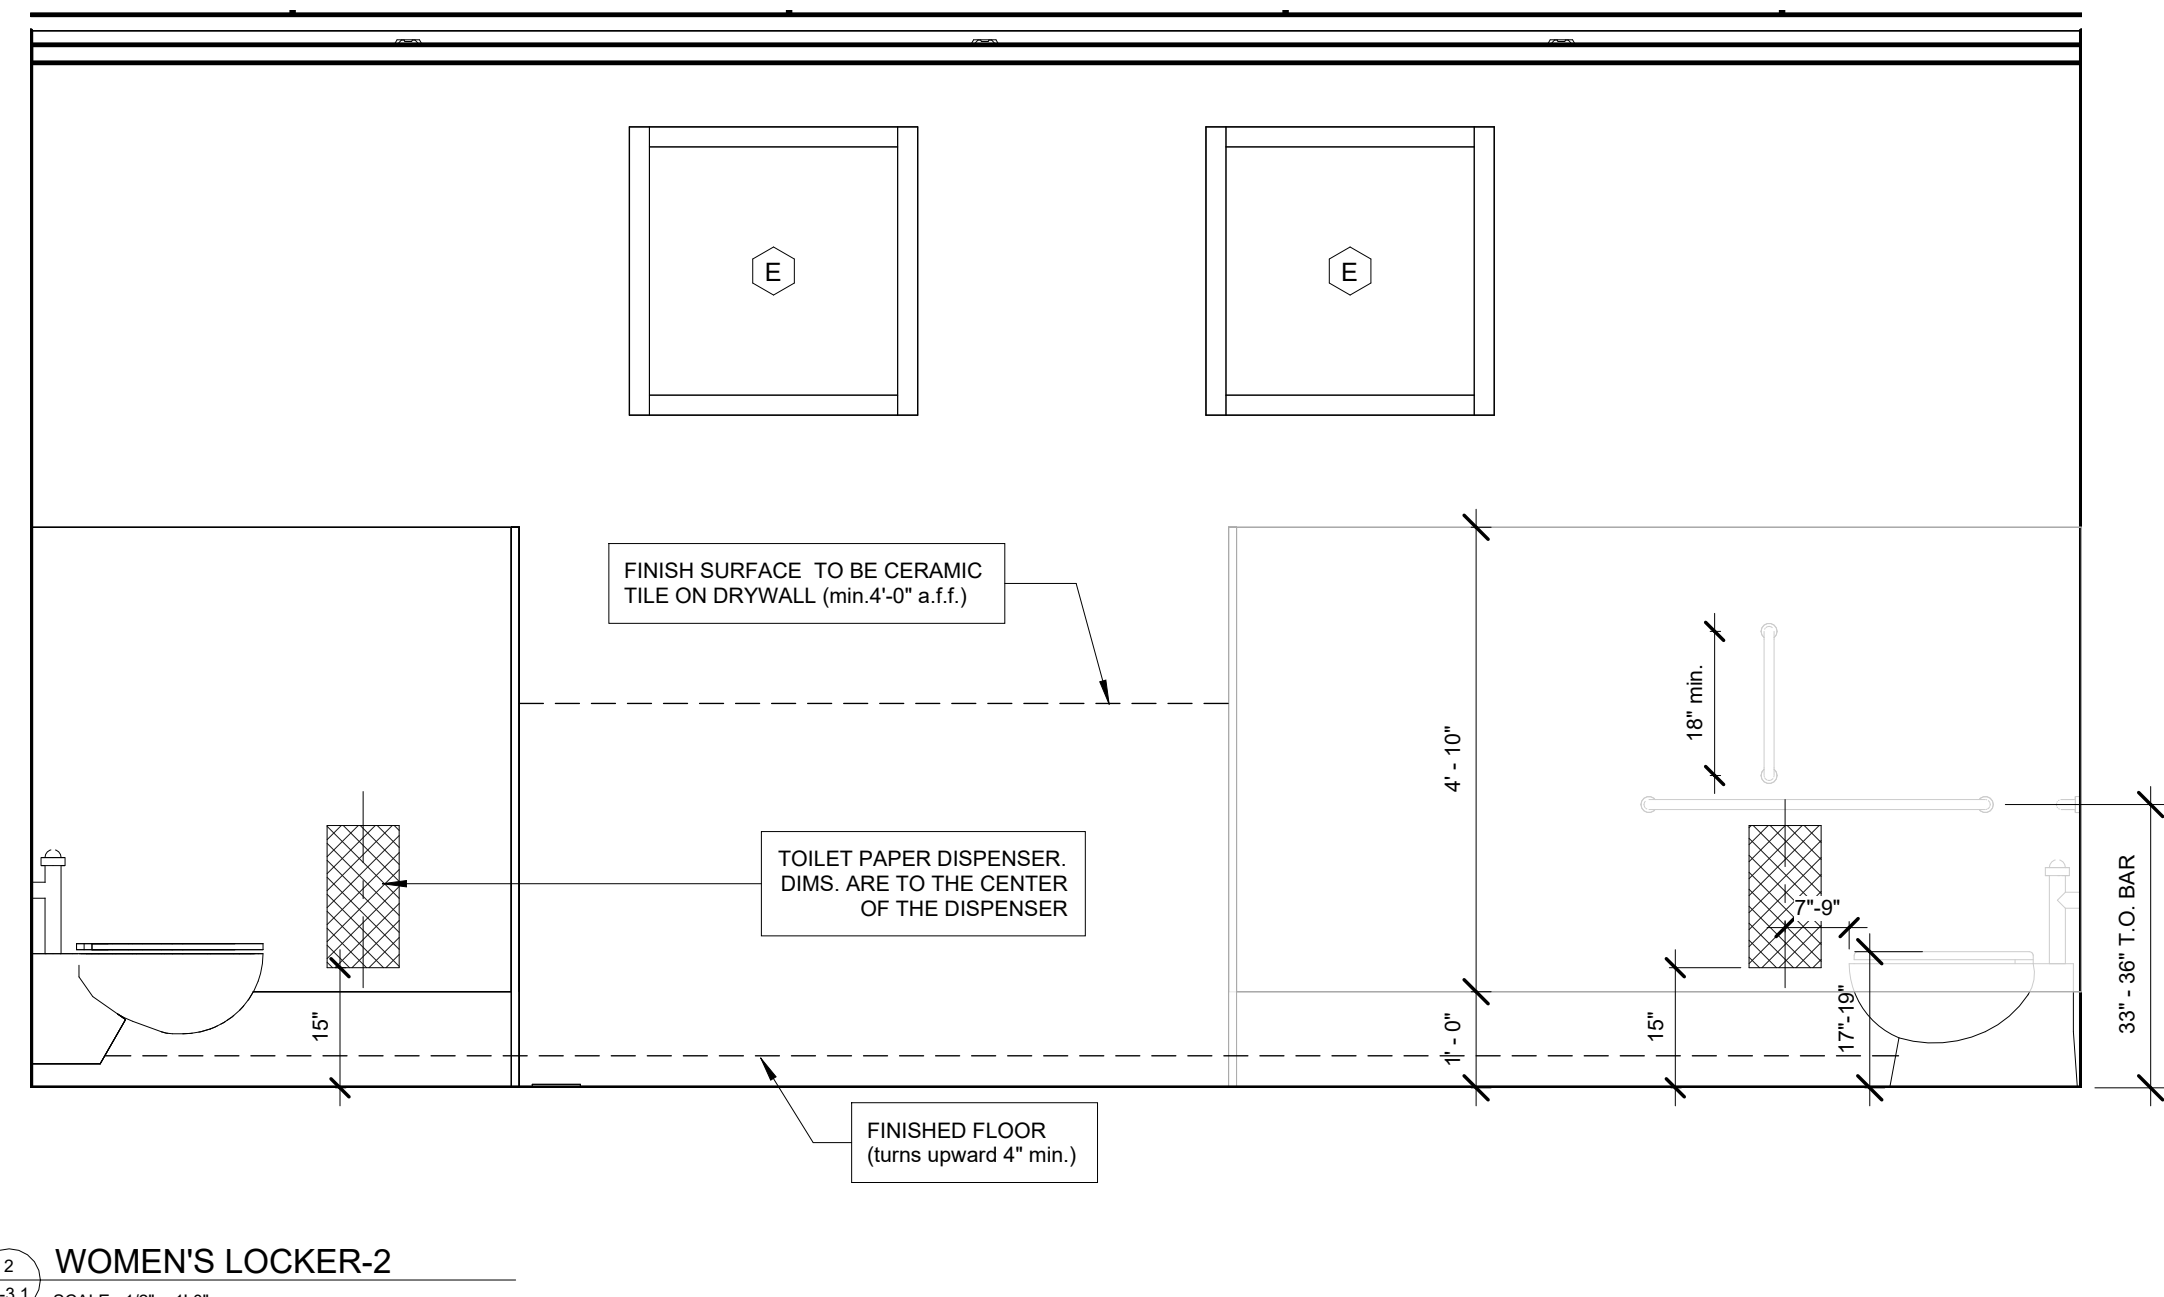 E
E
FINISH SURFACE TO BE CERAMIC
TILE ON DRYWALL (min.4'-0" a.f.f.)
18" min.
4' - 10"
TOILET PAPER DISPENSER.
DIMS. ARE TO THE CENTER
OF THE DISPENSER
7"-9"
33" - 36" T.O. BAR
15"
1' - 0"
15"
17"-19"
FINISHED FLOOR
(turns upward 4" min.)
2
WOMEN'S LOCKER-2